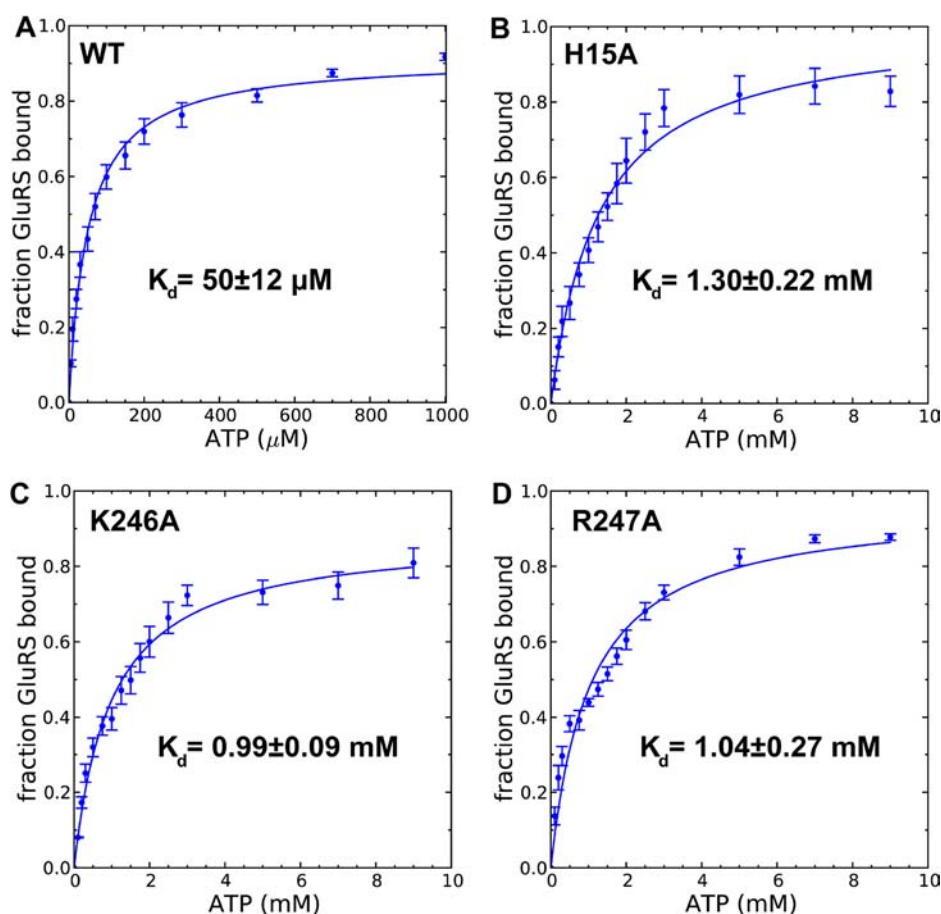 A
WT
fraction GluRS bound
1.0
0.8
0.6
0.4
0.2
0.0
K_d= 50±12 µM
0 200 400 600 800 1000
ATP (µM)
B
H15A
fraction GluRS bound
1.0
0.8
0.6
0.4
0.2
0.0
K_d= 1.30±0.22 mM
0 2 4 6 8 10
ATP (mM)
C
K246A
fraction GluRS bound
1.0
0.8
0.6
0.4
0.2
0.0
K_d= 0.99±0.09 mM
0 2 4 6 8 10
ATP (mM)
D
R247A
fraction GluRS bound
1.0
0.8
0.6
0.4
0.2
0.0
K_d= 1.04±0.27 mM
0 2 4 6 8 10
ATP (mM)